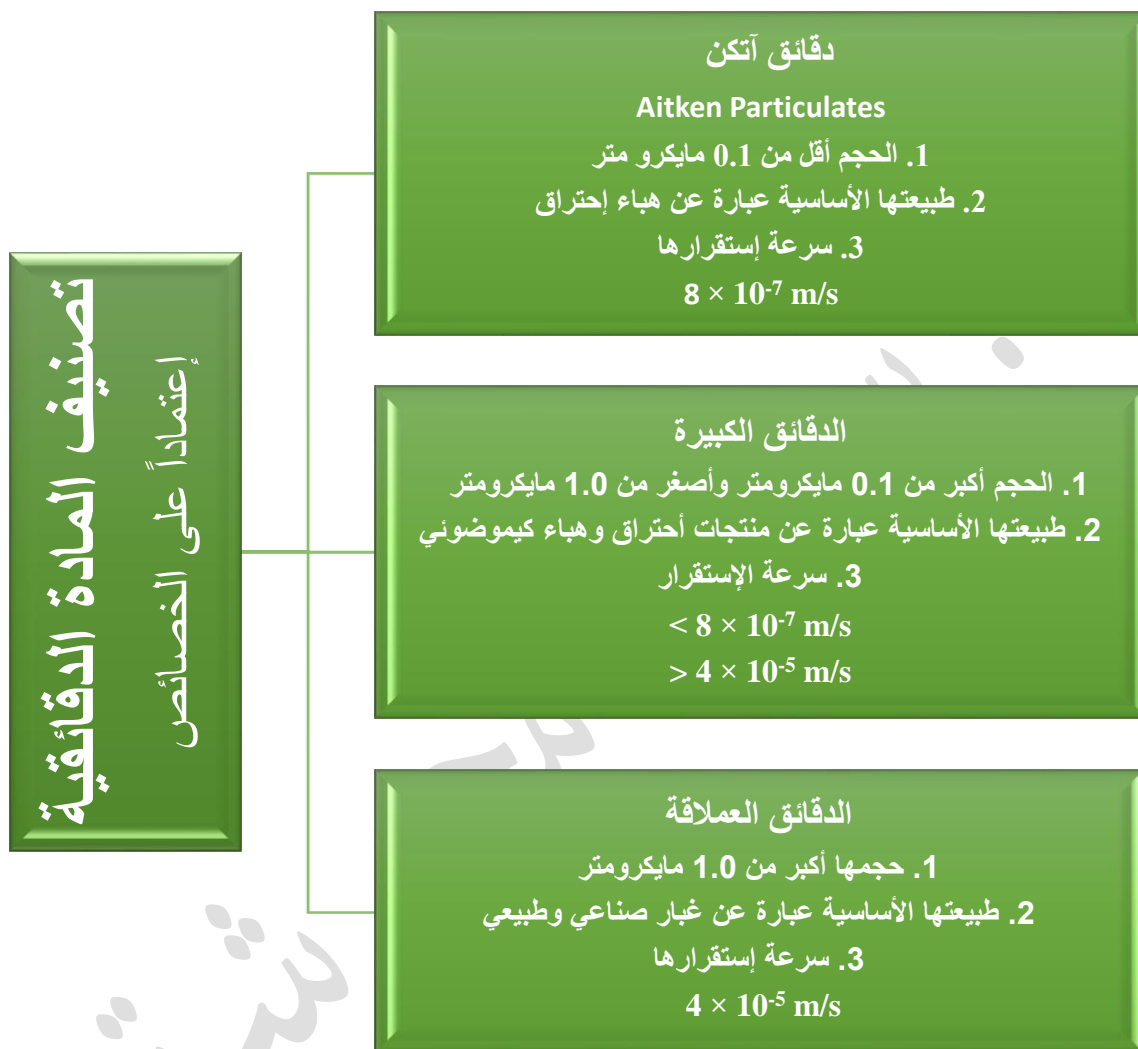 تصنيف المادة الدقائقية
إعتماداً على الخصائص
دقائق آتكن
Aitken Particulates
1. الحجم أقل من 0.1 مايكرو متر
2. طبيعتها الأساسية عبارة عن هباء إحتراق
3. سرعة إستقرارها
8 × 10⁻⁷ m/s
الدقائق الكبيرة
1. الحجم أكبر من 0.1 مايكرومتر وأصغر من 1.0 مايكرومتر
2. طبيعتها الأساسية عبارة عن منتجات أحتراق وهباء كيموضوئي
3. سرعة الإستقرار
< 8 × 10⁻⁷ m/s
> 4 × 10⁻⁵ m/s
الدقائق العملاقة
1. حجمها أكبر من 1.0 مايكرومتر
2. طبيعتها الأساسية عبارة عن غبار صناعي وطبيعي
3. سرعة إستقرارها
4 × 10⁻⁵ m/s